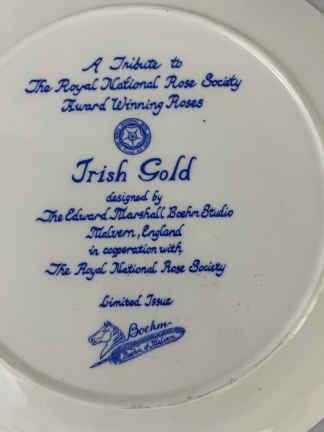 A Tribute to
The Royal National Rose Society
Award Winning Roses
Irish Gold
designed by
The Edward Marshall Boehm Studio
Malvern, England
in cooperation with
The Royal National Rose Society
Limited Issue
Boehm